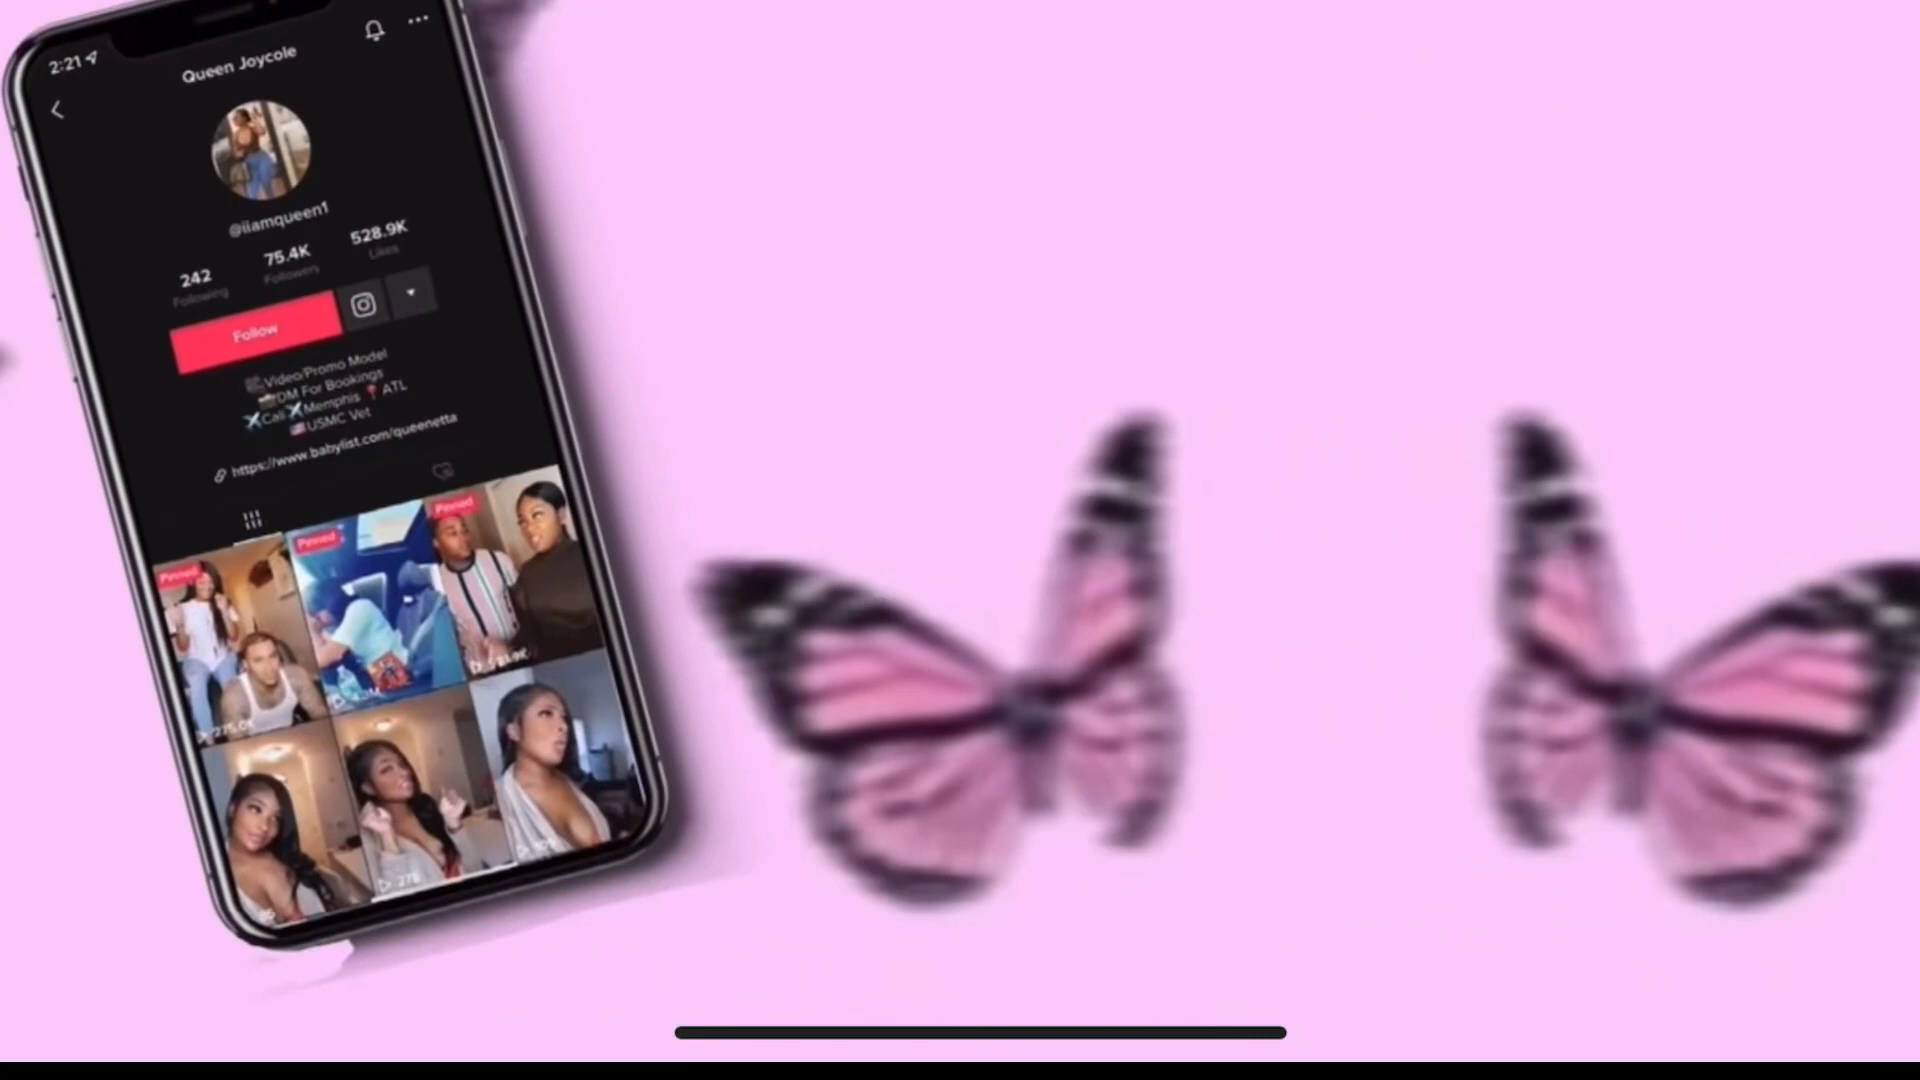 2:21
Queen Joycole
@iiamqueen1
242 75.4K 528.9K
Following Followers Likes
Follow
Video/Promo Model
DM For Bookings
Cali Memphis ATL
USMC Vet
https://www.babylist.com/queenetta
Pinned Pinned Pinned
278